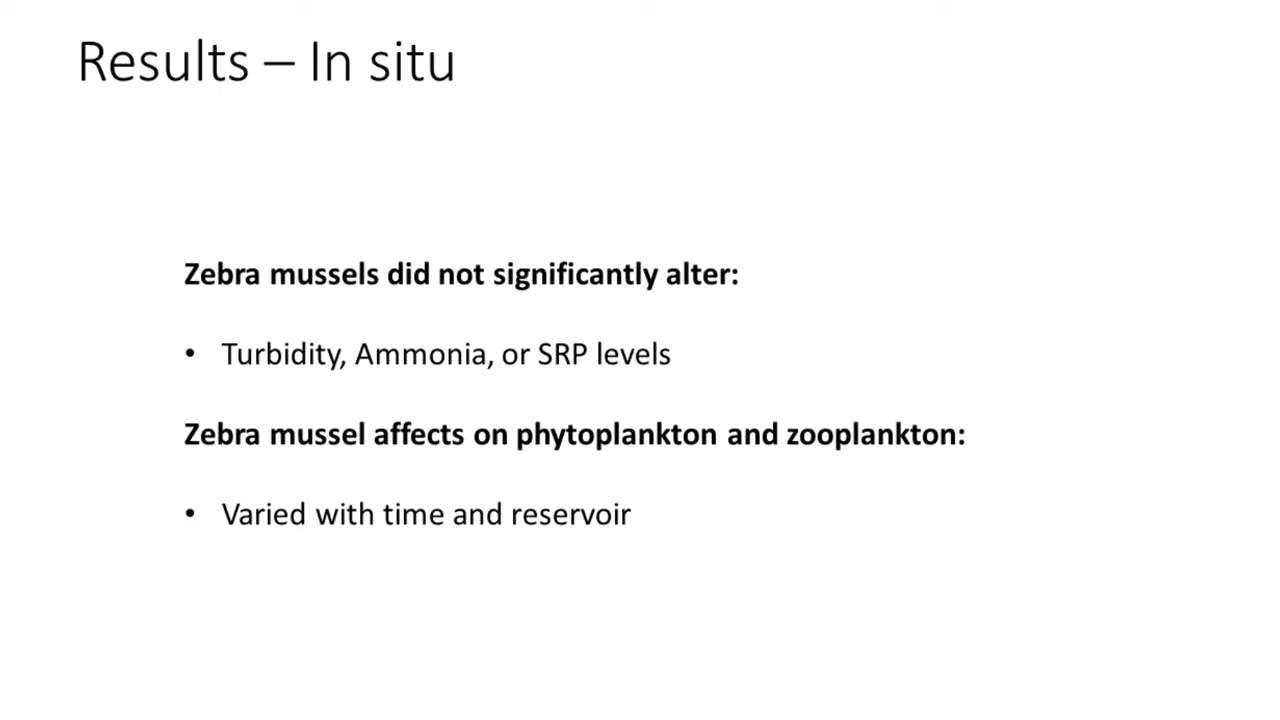 Results – In situ
Zebra mussels did not significantly alter:
• Turbidity, Ammonia, or SRP levels
Zebra mussel affects on phytoplankton and zooplankton:
• Varied with time and reservoir